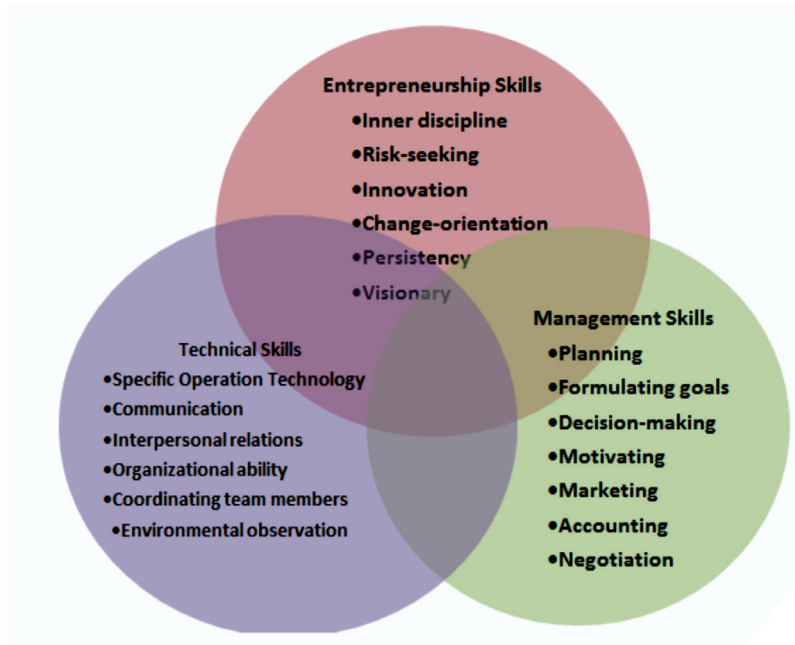 Entrepreneurship Skills
•Inner discipline
•Risk-seeking
•Innovation
•Change-orientation
•Persistency
•Visionary
Technical Skills
•Specific Operation Technology
•Communication
•Interpersonal relations
•Organizational ability
•Coordinating team members
•Environmental observation
Management Skills
•Planning
•Formulating goals
•Decision-making
•Motivating
•Marketing
•Accounting
•Negotiation